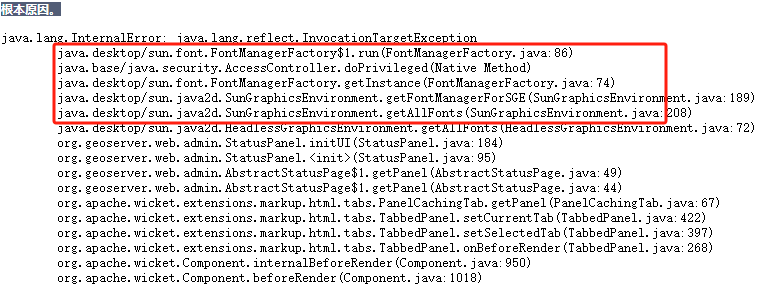 根本原因。
java.lang.InternalError: java.lang.reflect.InvocationTargetException
java.desktop/sun.font.FontManagerFactory$1.run(FontManagerFactory.java:86)
java.base/java.security.AccessController.doPrivileged(Native Method)
java.desktop/sun.font.FontManagerFactory.getInstance(FontManagerFactory.java:74)
java.desktop/sun.java2d.SunGraphicsEnvironment.getFontManagerForSGE(SunGraphicsEnvironment.java:189)
java.desktop/sun.java2d.SunGraphicsEnvironment.getAllFonts(SunGraphicsEnvironment.java:208)
java.desktop/sun.java2d.HeadlessGraphicsEnvironment.getAllFonts(HeadlessGraphicsEnvironment.java:72)
org.geoserver.web.admin.StatusPanel.initUI(StatusPanel.java:184)
org.geoserver.web.admin.StatusPanel.<init>(StatusPanel.java:95)
org.geoserver.web.admin.AbstractStatusPage$1.getPanel(AbstractStatusPage.java:49)
org.geoserver.web.admin.AbstractStatusPage$1.getPanel(AbstractStatusPage.java:44)
org.apache.wicket.extensions.markup.html.tabs.PanelCachingTab.getPanel(PanelCachingTab.java:67)
org.apache.wicket.extensions.markup.html.tabs.TabbedPanel.setCurrentTab(TabbedPanel.java:422)
org.apache.wicket.extensions.markup.html.tabs.TabbedPanel.setSelectedTab(TabbedPanel.java:397)
org.apache.wicket.extensions.markup.html.tabs.TabbedPanel.onBeforeRender(TabbedPanel.java:268)
org.apache.wicket.Component.internalBeforeRender(Component.java:950)
org.apache.wicket.Component.beforeRender(Component.java:1018)